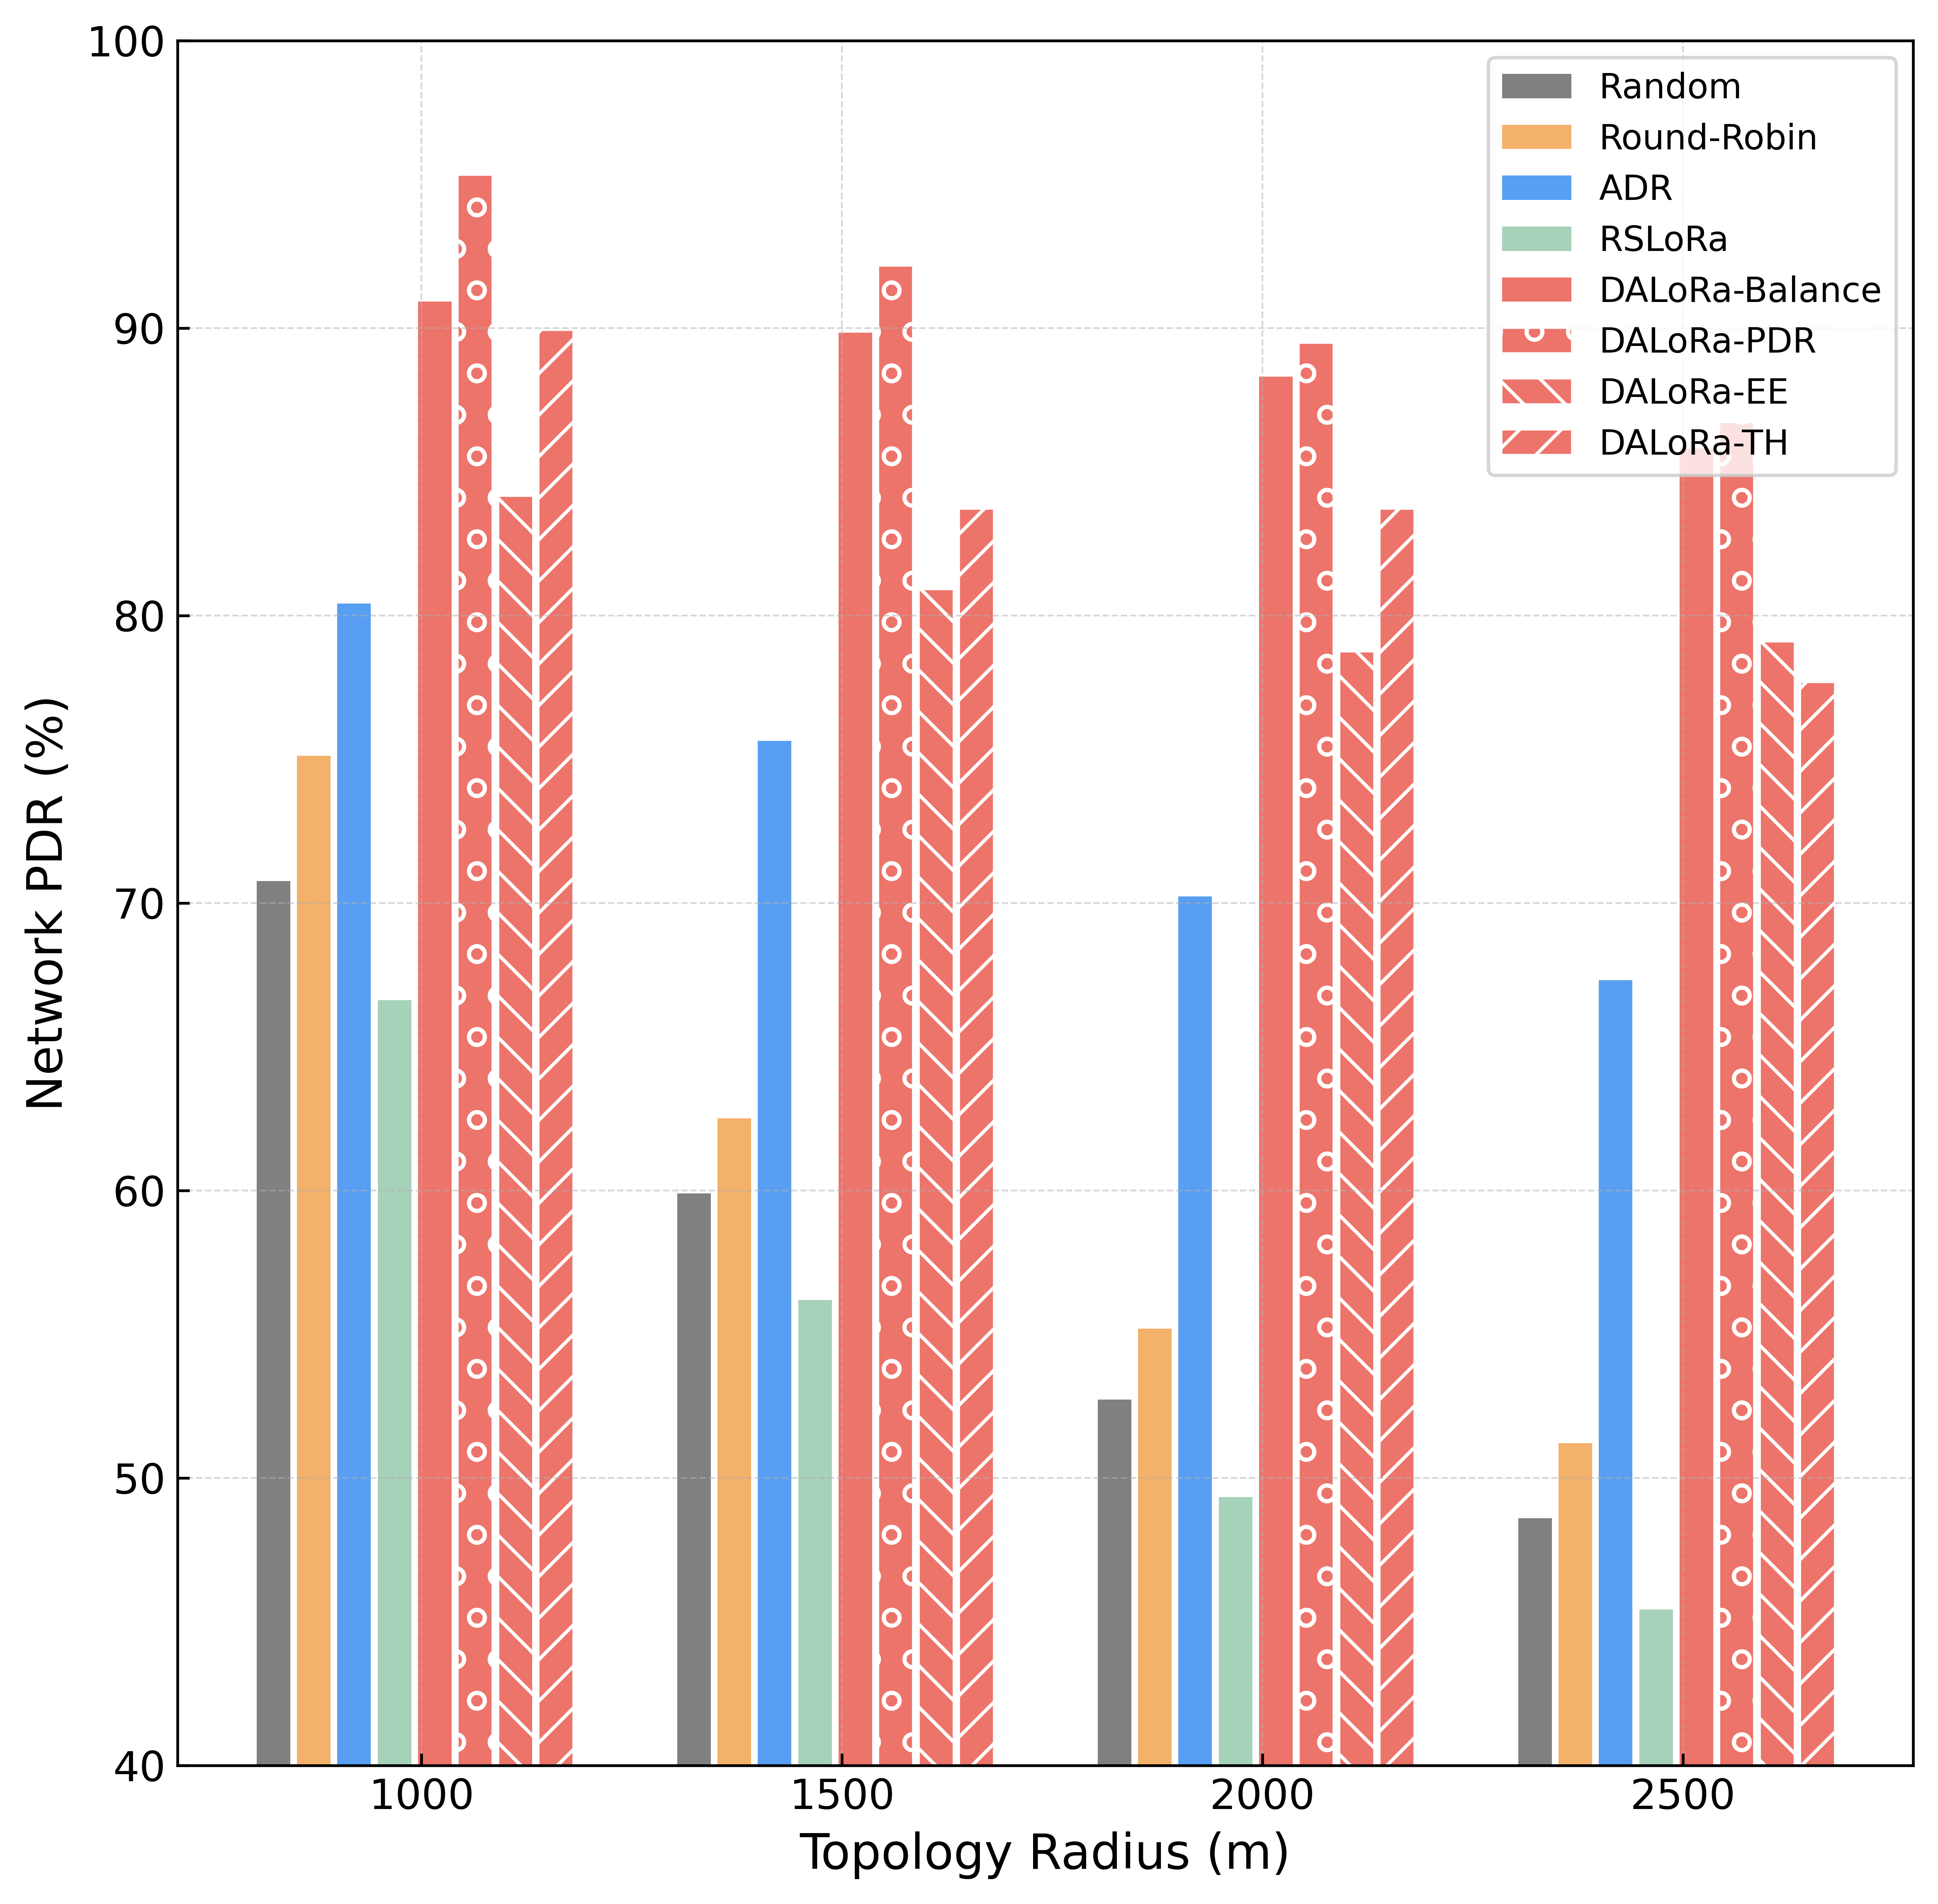 100
90
80
70
60
50
40
Network PDR (%)
Random
Round-Robin
ADR
RSLoRa
DALoRa-Balance
DALoRa-PDR
DALoRa-EE
DALoRa-TH
1000
1500
2000
2500
Topology Radius (m)